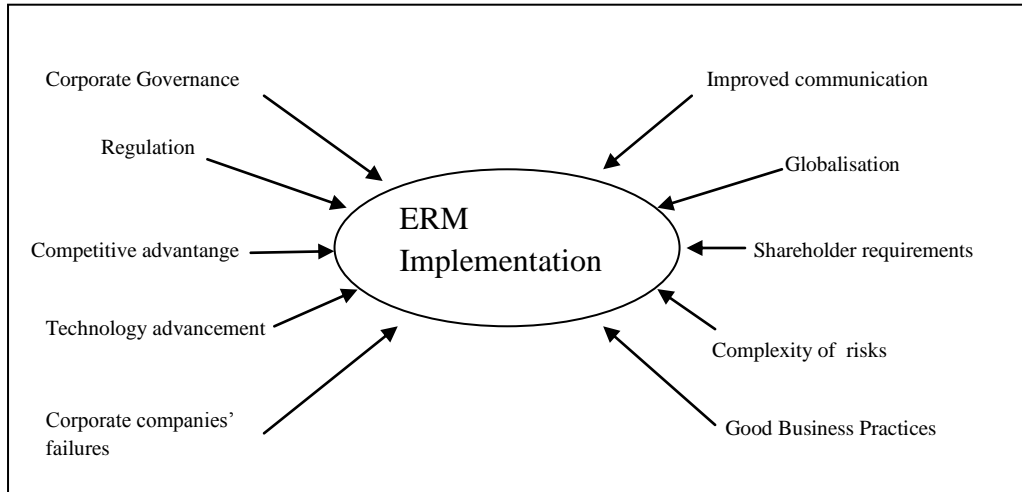 Corporate Governance
Improved communication
Regulation
Globalisation
ERM
Implementation
Competitive advantange
Shareholder requirements
Technology advancement
Complexity of risks
Corporate companies’
failures
Good Business Practices